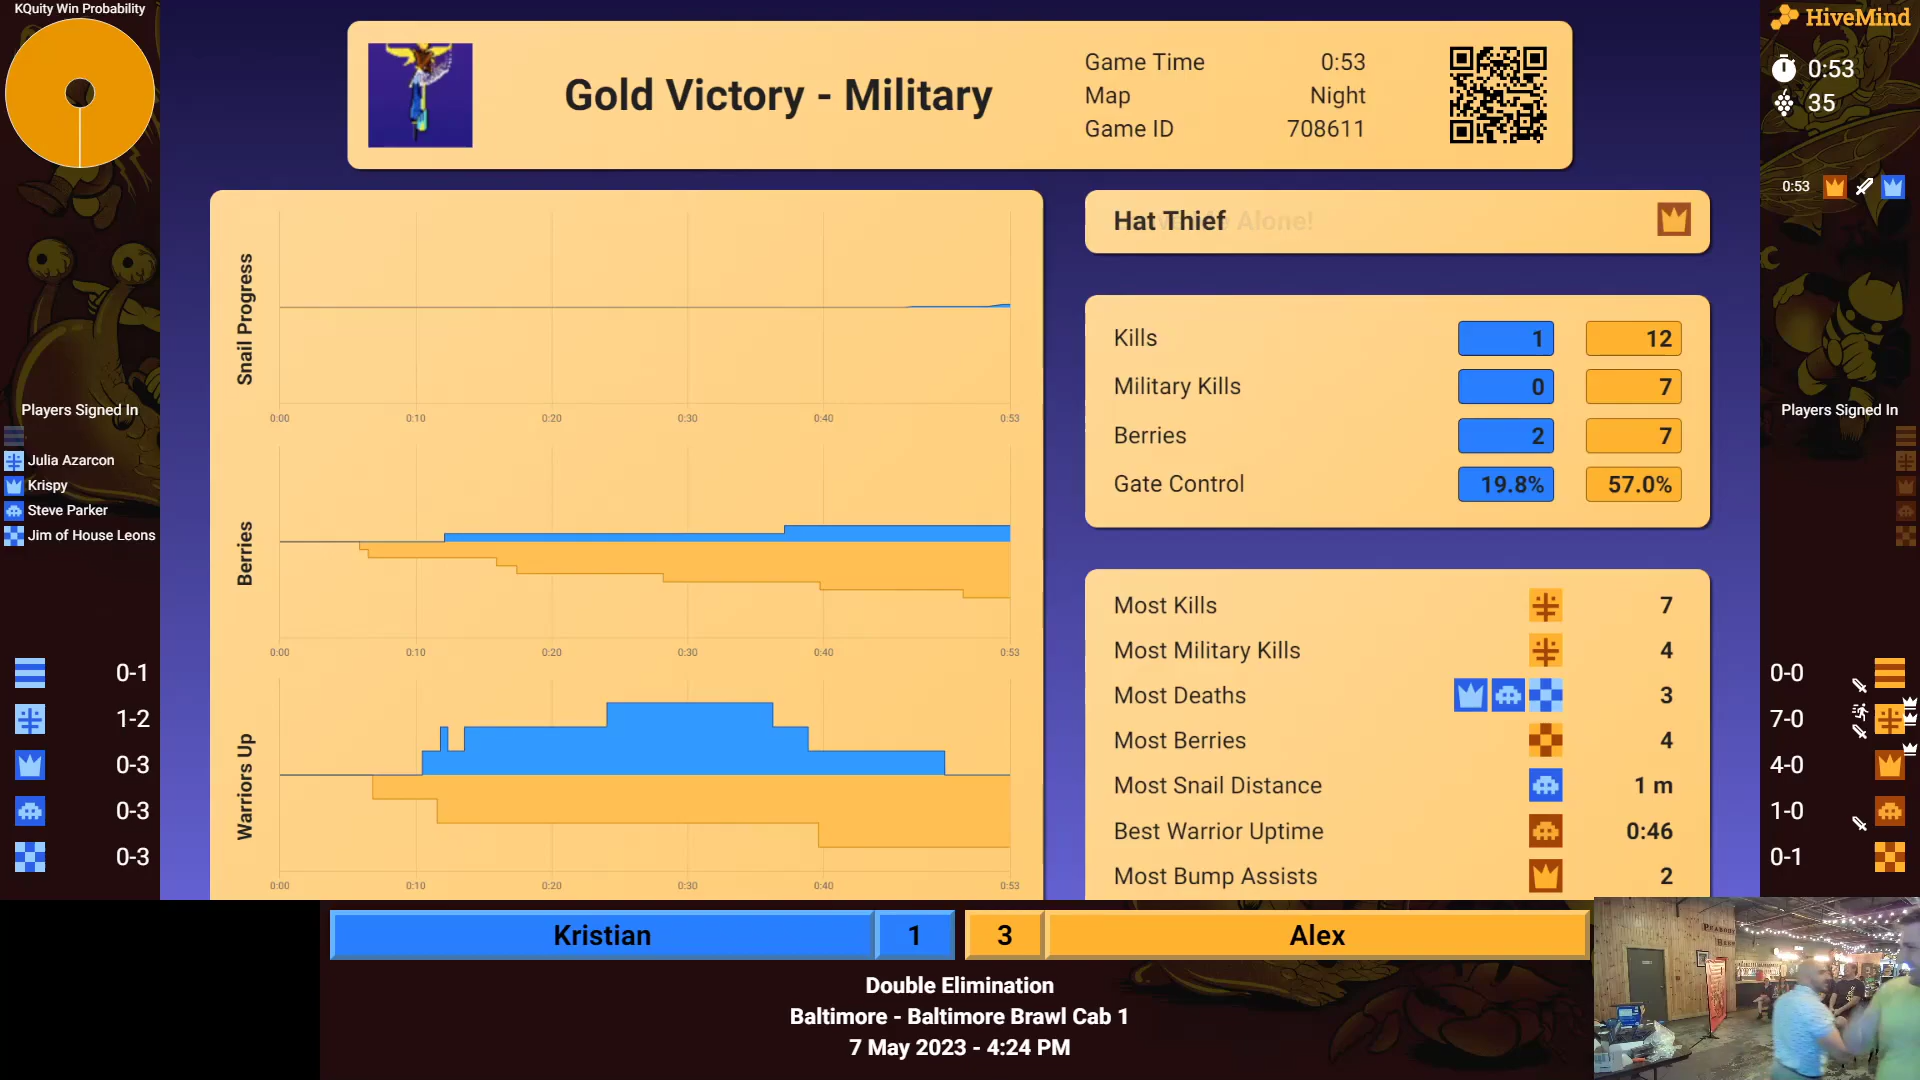 KQuity Win Probability
HiveMind
0:53
35
0:53
Gold Victory - Military
Game Time 0:53
Map Night
Game ID 708611
Hat Thief
Alone!
Snail Progress
0:00 0:10 0:20 0:30 0:40 0:53
Berries
0:00 0:10 0:20 0:30 0:40 0:53
Warriors Up
0:00 0:10 0:20 0:30 0:40 0:53
Kills 1 12
Military Kills 0 7
Berries 2 7
Gate Control 19.8% 57.0%
Most Kills 7
Most Military Kills 4
Most Deaths 3
Most Berries 4
Most Snail Distance 1 m
Best Warrior Uptime 0:46
Most Bump Assists 2
Players Signed In
Julia Azarcon
Krispy
Steve Parker
Jim of House Leons
0-1
1-2
0-3
0-3
0-3
Players Signed In
0-0
7-0
4-0
1-0
0-1
Kristian 1 3 Alex
Double Elimination
Baltimore - Baltimore Brawl Cab 1
7 May 2023 - 4:24 PM